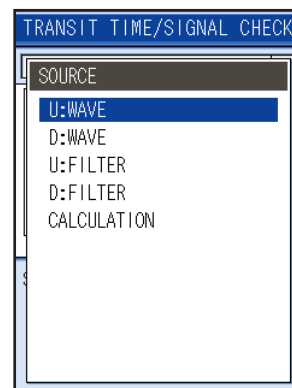 TRANSIT TIME/SIGNAL CHECK
SOURCE
U:WAVE
D:WAVE
U:FILTER
D:FILTER
CALCULATION